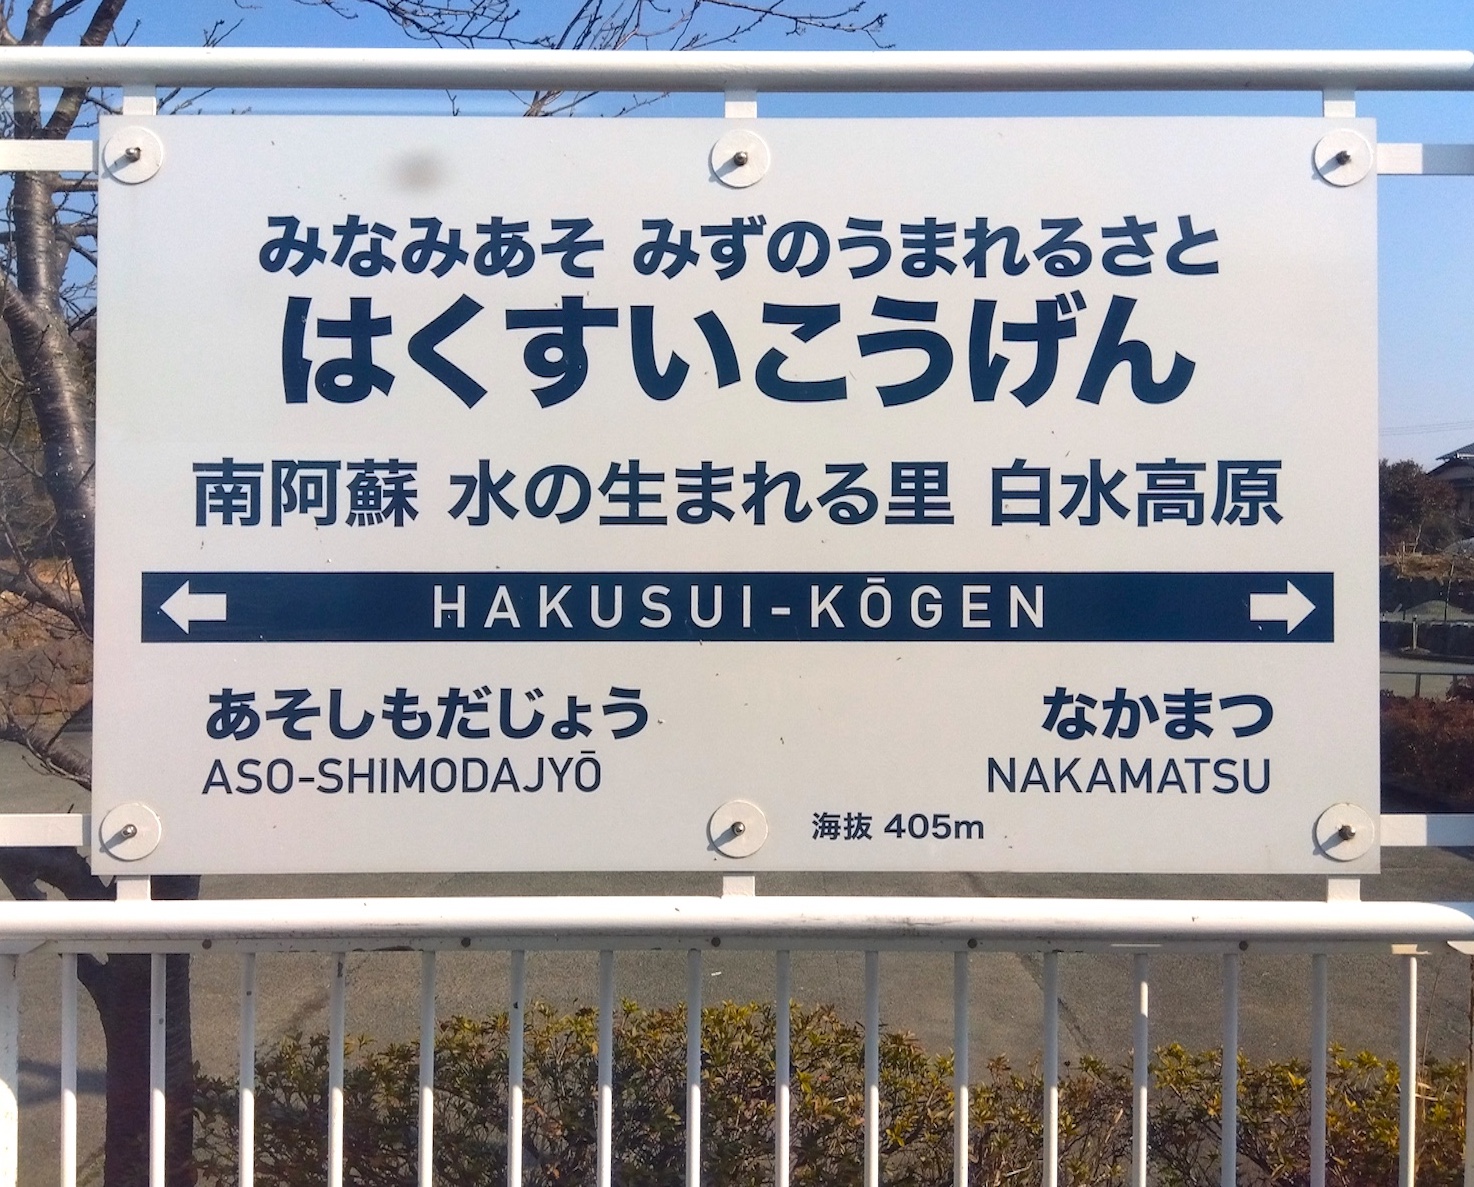 みなみあそ みずのうまれるさと
はくすいこうげん
南阿蘇 水の生まれる里 白水高原
← HAKUSUI-KŌGEN →
あそしもだじょう なかまつ
ASO-SHIMODAJYŌ NAKAMATSU
海抜 405m